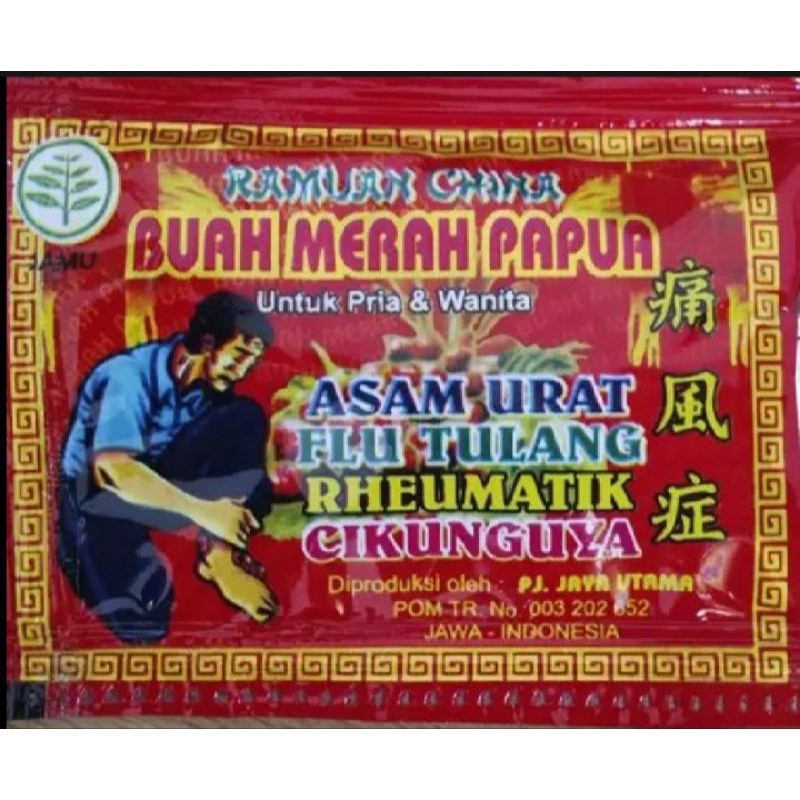 RAMUAN CHINA
BUAH MERAH PAPUA
JAMU
Untuk Pria & Wanita
ASAM URAT
FLU TULANG
RHEUMATIK
CIKUNGUYA
痛風症
Diproduksi oleh : PJ. JAYA UTAMA
POM TR. No. 003 202 652
JAWA - INDONESIA